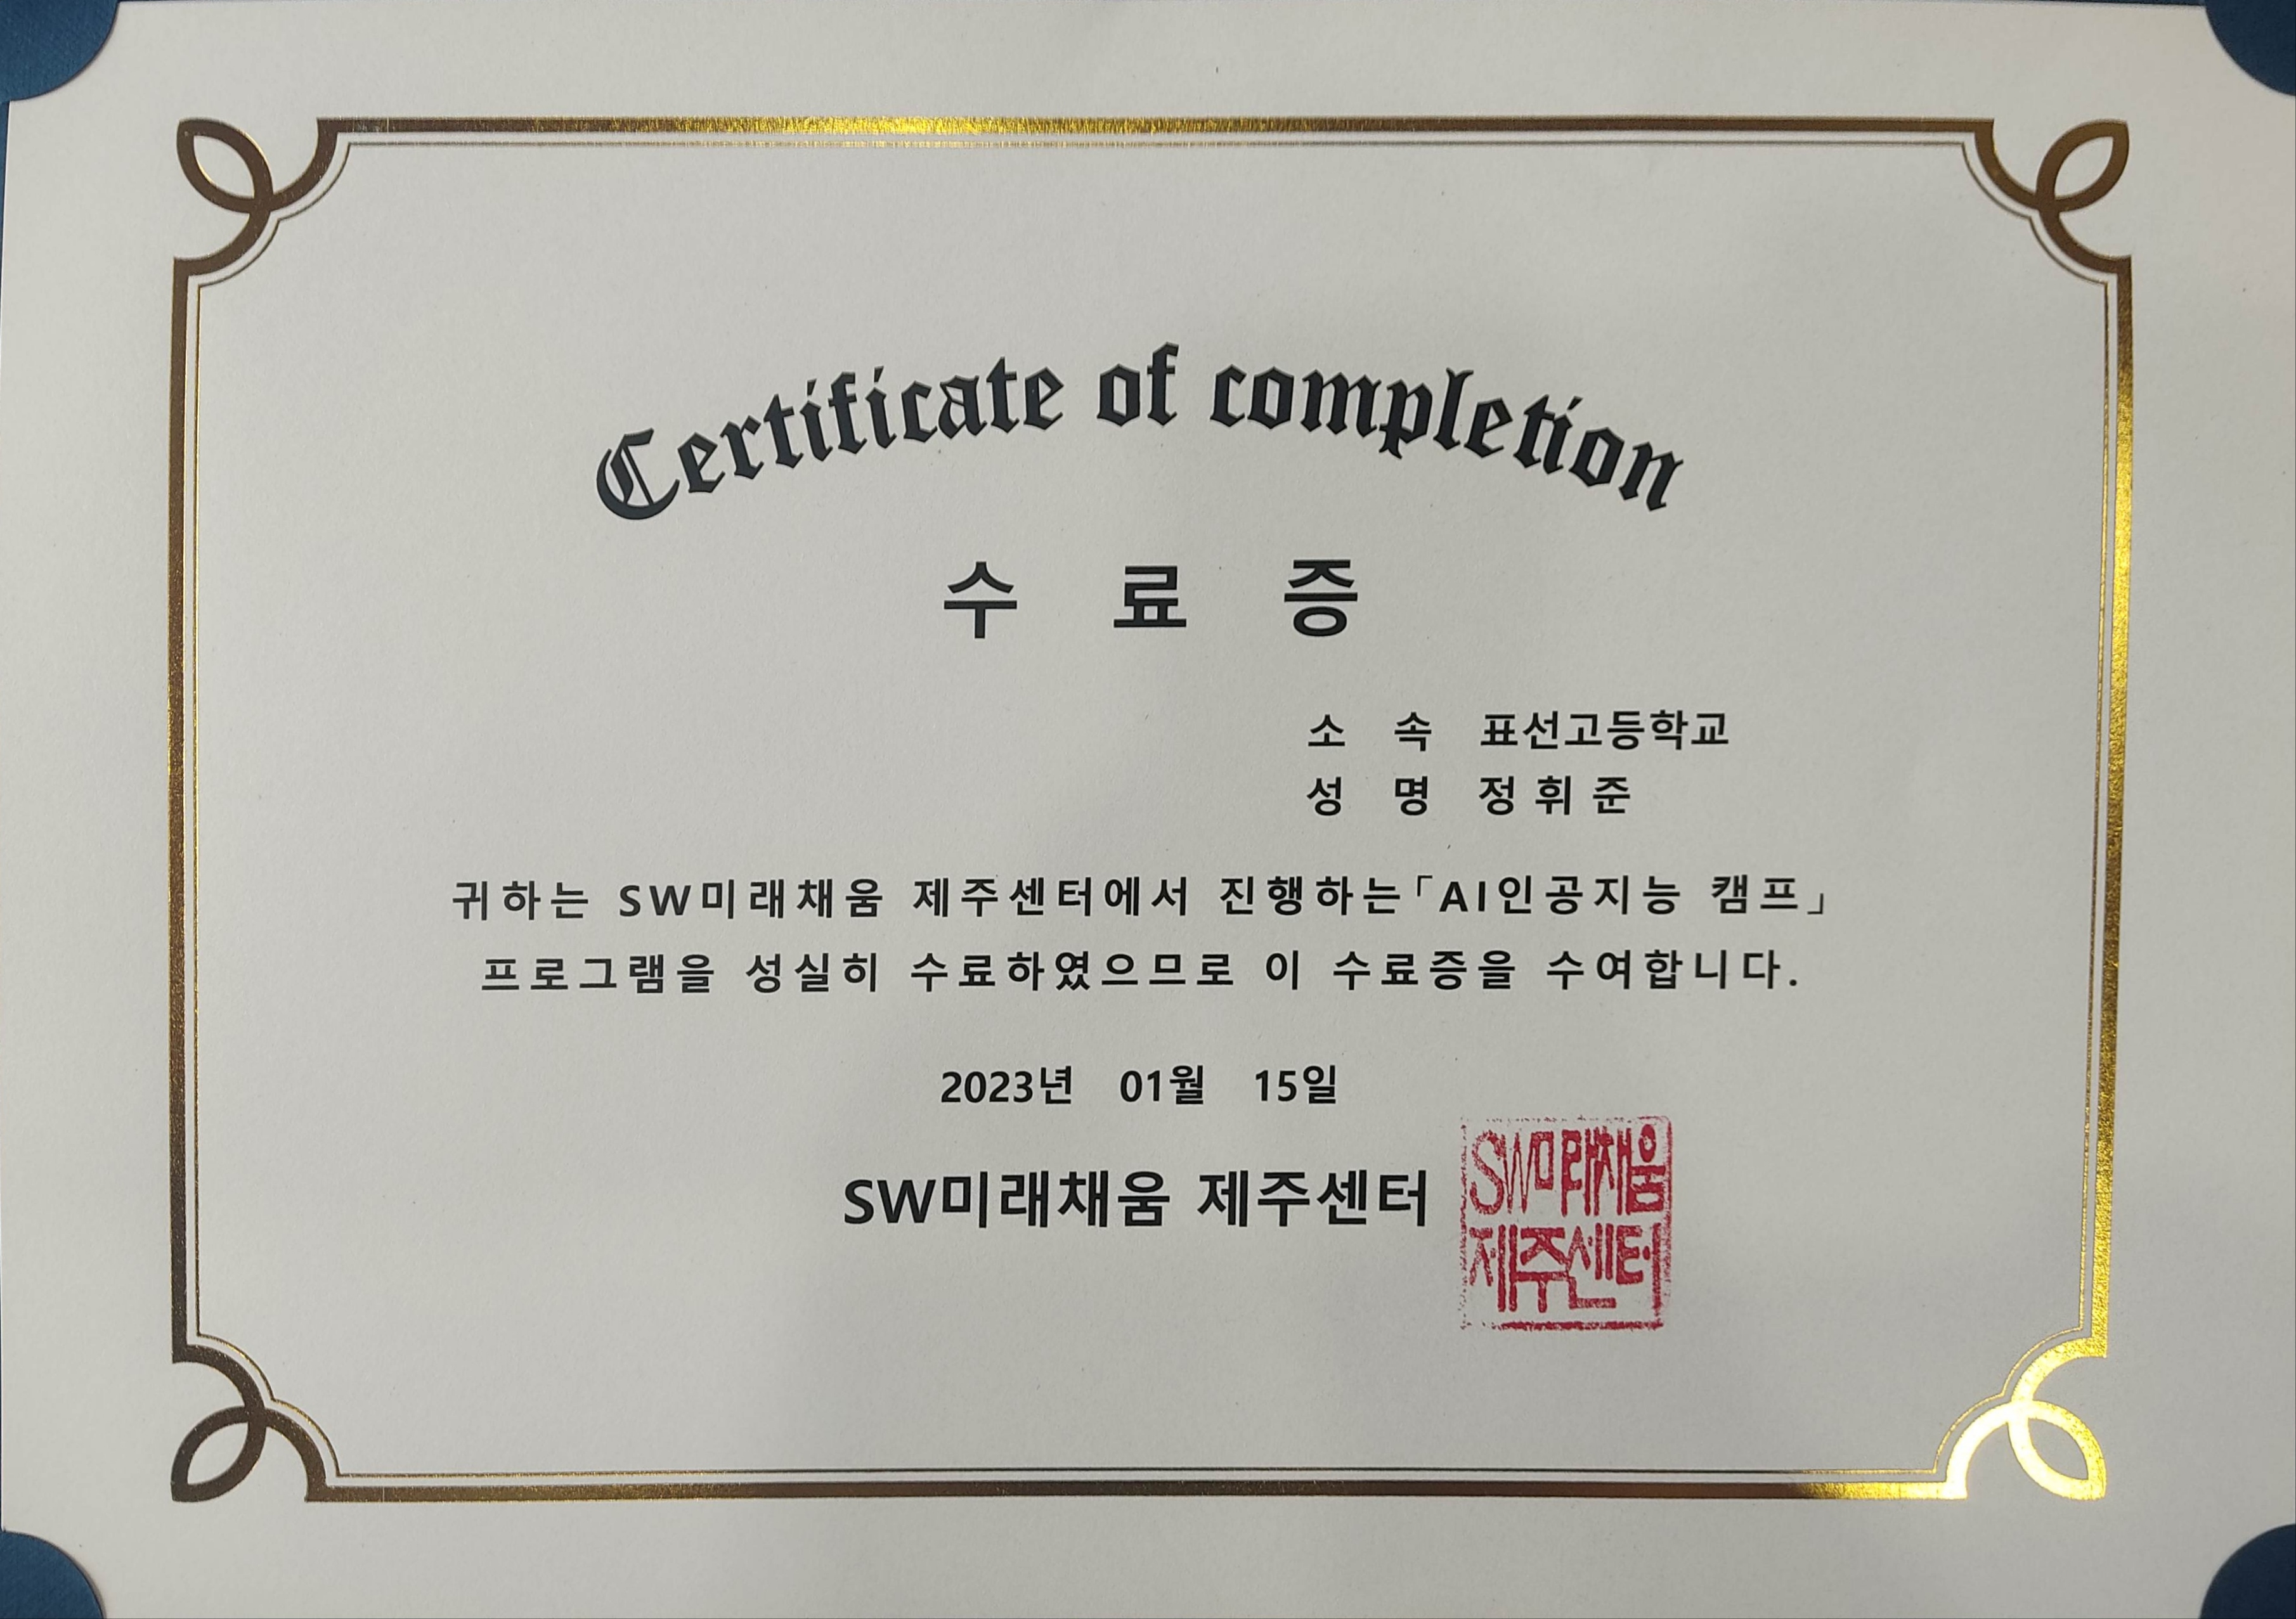 Certificate of completion
수 료 증
소 속 표선고등학교
성 명 정 휘 준
귀하는 SW미래채움 제주센터에서 진행하는「AI인공지능 캠프」
프로그램을 성실히 수료하였으므로 이 수료증을 수여합니다.
2023년 01월 15일
SW미래채움 제주센터
SW미래채움
제주센터